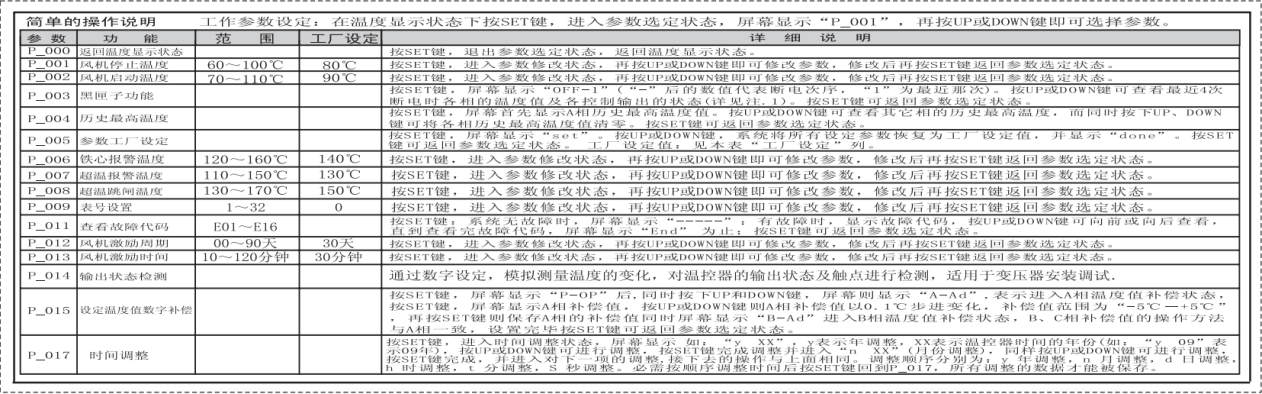 简单的操作说明 工作参数设定：在温度显示状态下按SET键，进入参数选定状态，屏幕显示“P_001”，再按UP或DOWN键即可选择参数。
参 数 功 能 范 围 工厂设定 详 细 说 明
P_000 返回温度显示状态 按SET键，退出参数选定状态，返回温度显示状态。
P_001 风机停止温度 60～100℃ 80℃ 按SET键，进入参数修改状态，再按UP或DOWN键即可修改参数，修改后再按SET键返回参数选定状态。
P_002 风机启动温度 70～110℃ 90℃ 按SET键，进入参数修改状态，再按UP或DOWN键即可修改参数，修改后再按SET键返回参数选定状态。
P_003 黑匣子功能 按SET键，屏幕显示“OFF-1”(“-”后的数值代表断电次序，“1”为最近那次)。按UP或DOWN键可查看最近4次
断电时各相的温度值及各控制输出的状态(详见注.1)。按SET键可返回参数选定状态。
P_004 历史最高温度 按SET键，屏幕首先显示A相历史最高温度值。按UP或DOWN键可查看其它相的历史最高温度，而同时按下UP、DOWN
键可将各相历史最高温度值清零。按SET键可返回参数选定状态。
P_005 参数工厂设定 按SET键，屏幕显示“set”。按UP或DOWN键，系统将所有设定参数恢复为工厂设定值，并显示“done”。按SET
键可返回参数选定状态。 工厂设定值：见本表“工厂设定”列。
P_006 铁心报警温度 120～160℃ 140℃ 按SET键，进入参数修改状态，再按UP或DOWN键即可修改参数，修改后再按SET键返回参数选定状态。
P_007 超温报警温度 110～150℃ 130℃ 按SET键，进入参数修改状态，再按UP或DOWN键即可修改参数，修改后再按SET键返回参数选定状态。
P_008 超温跳闸温度 130～170℃ 150℃ 按SET键，进入参数修改状态，再按UP或DOWN键即可修改参数，修改后再按SET键返回参数选定状态。
P_009 表号设置 1～32 0 按SET键，进入参数修改状态，再按UP或DOWN键即可修改参数，修改后再按SET键返回参数选定状态。
P_011 查看故障代码 E01～E16 按SET键；系统无故障时，屏幕显示“-----”；有故障时，显示故障代码，按UP或DOWN键可向前或向后查看，
直到查看完故障代码，屏幕显示“End” 为止；按SET键可返回参数选定状态。
P_012 风机激励周期 00～90天 30天 按SET键，进入参数修改状态，再按UP或DOWN键即可修改参数，修改后再按SET键返回参数选定状态。
P_013 风机激励时间 10～120分钟 30分钟 按SET键，进入参数修改状态，再按UP或DOWN键即可修改参数，修改后再按SET键返回参数选定状态。
P_014 输出状态检测 通过数字设定，模拟测量温度的变化，对温控器的输出状态及触点进行检测，适用于变压器安装调试.
P_015 设定温度值数字补偿 按SET键，屏幕显示“P-OP”后,同时按下UP和DOWN键，屏幕则显示“A-Ad”,表示进入A相温度值补偿状态，
按SET键，屏幕显示A相补偿值，按UP或DOWN键则A相补偿值以0.1℃步进变化，补偿值范围为“-5℃—+5℃”
，再按SET键则保存A相的补偿值同时屏幕显示“B-Ad”进入B相温度值补偿状态，B、C相补偿值的操作方法
与A相一致，设置完毕按SET键可返回参数选定状态。
P_017 时间调整 按SET键，进入时间调整状态，屏幕显示 如：“y XX”，y表示年调整，XX表示温控器时间的年份(如：“y 09”表
示09年)，按UP或DOWN键可进行调整，按SET键完成调整并进入“n XX”(月份调整)，同样按UP或DOWN键可进行调整，
按SET键完成，并进入对下一项的调整,接下去的操作与上面相同。调整顺序分别为：y 年调整，n 月调整，d 日调整，
h 时调整，t 分调整，S 秒调整。必需按顺序调整时间后按SET键回到P_017，所有调整的数据才能被保存。